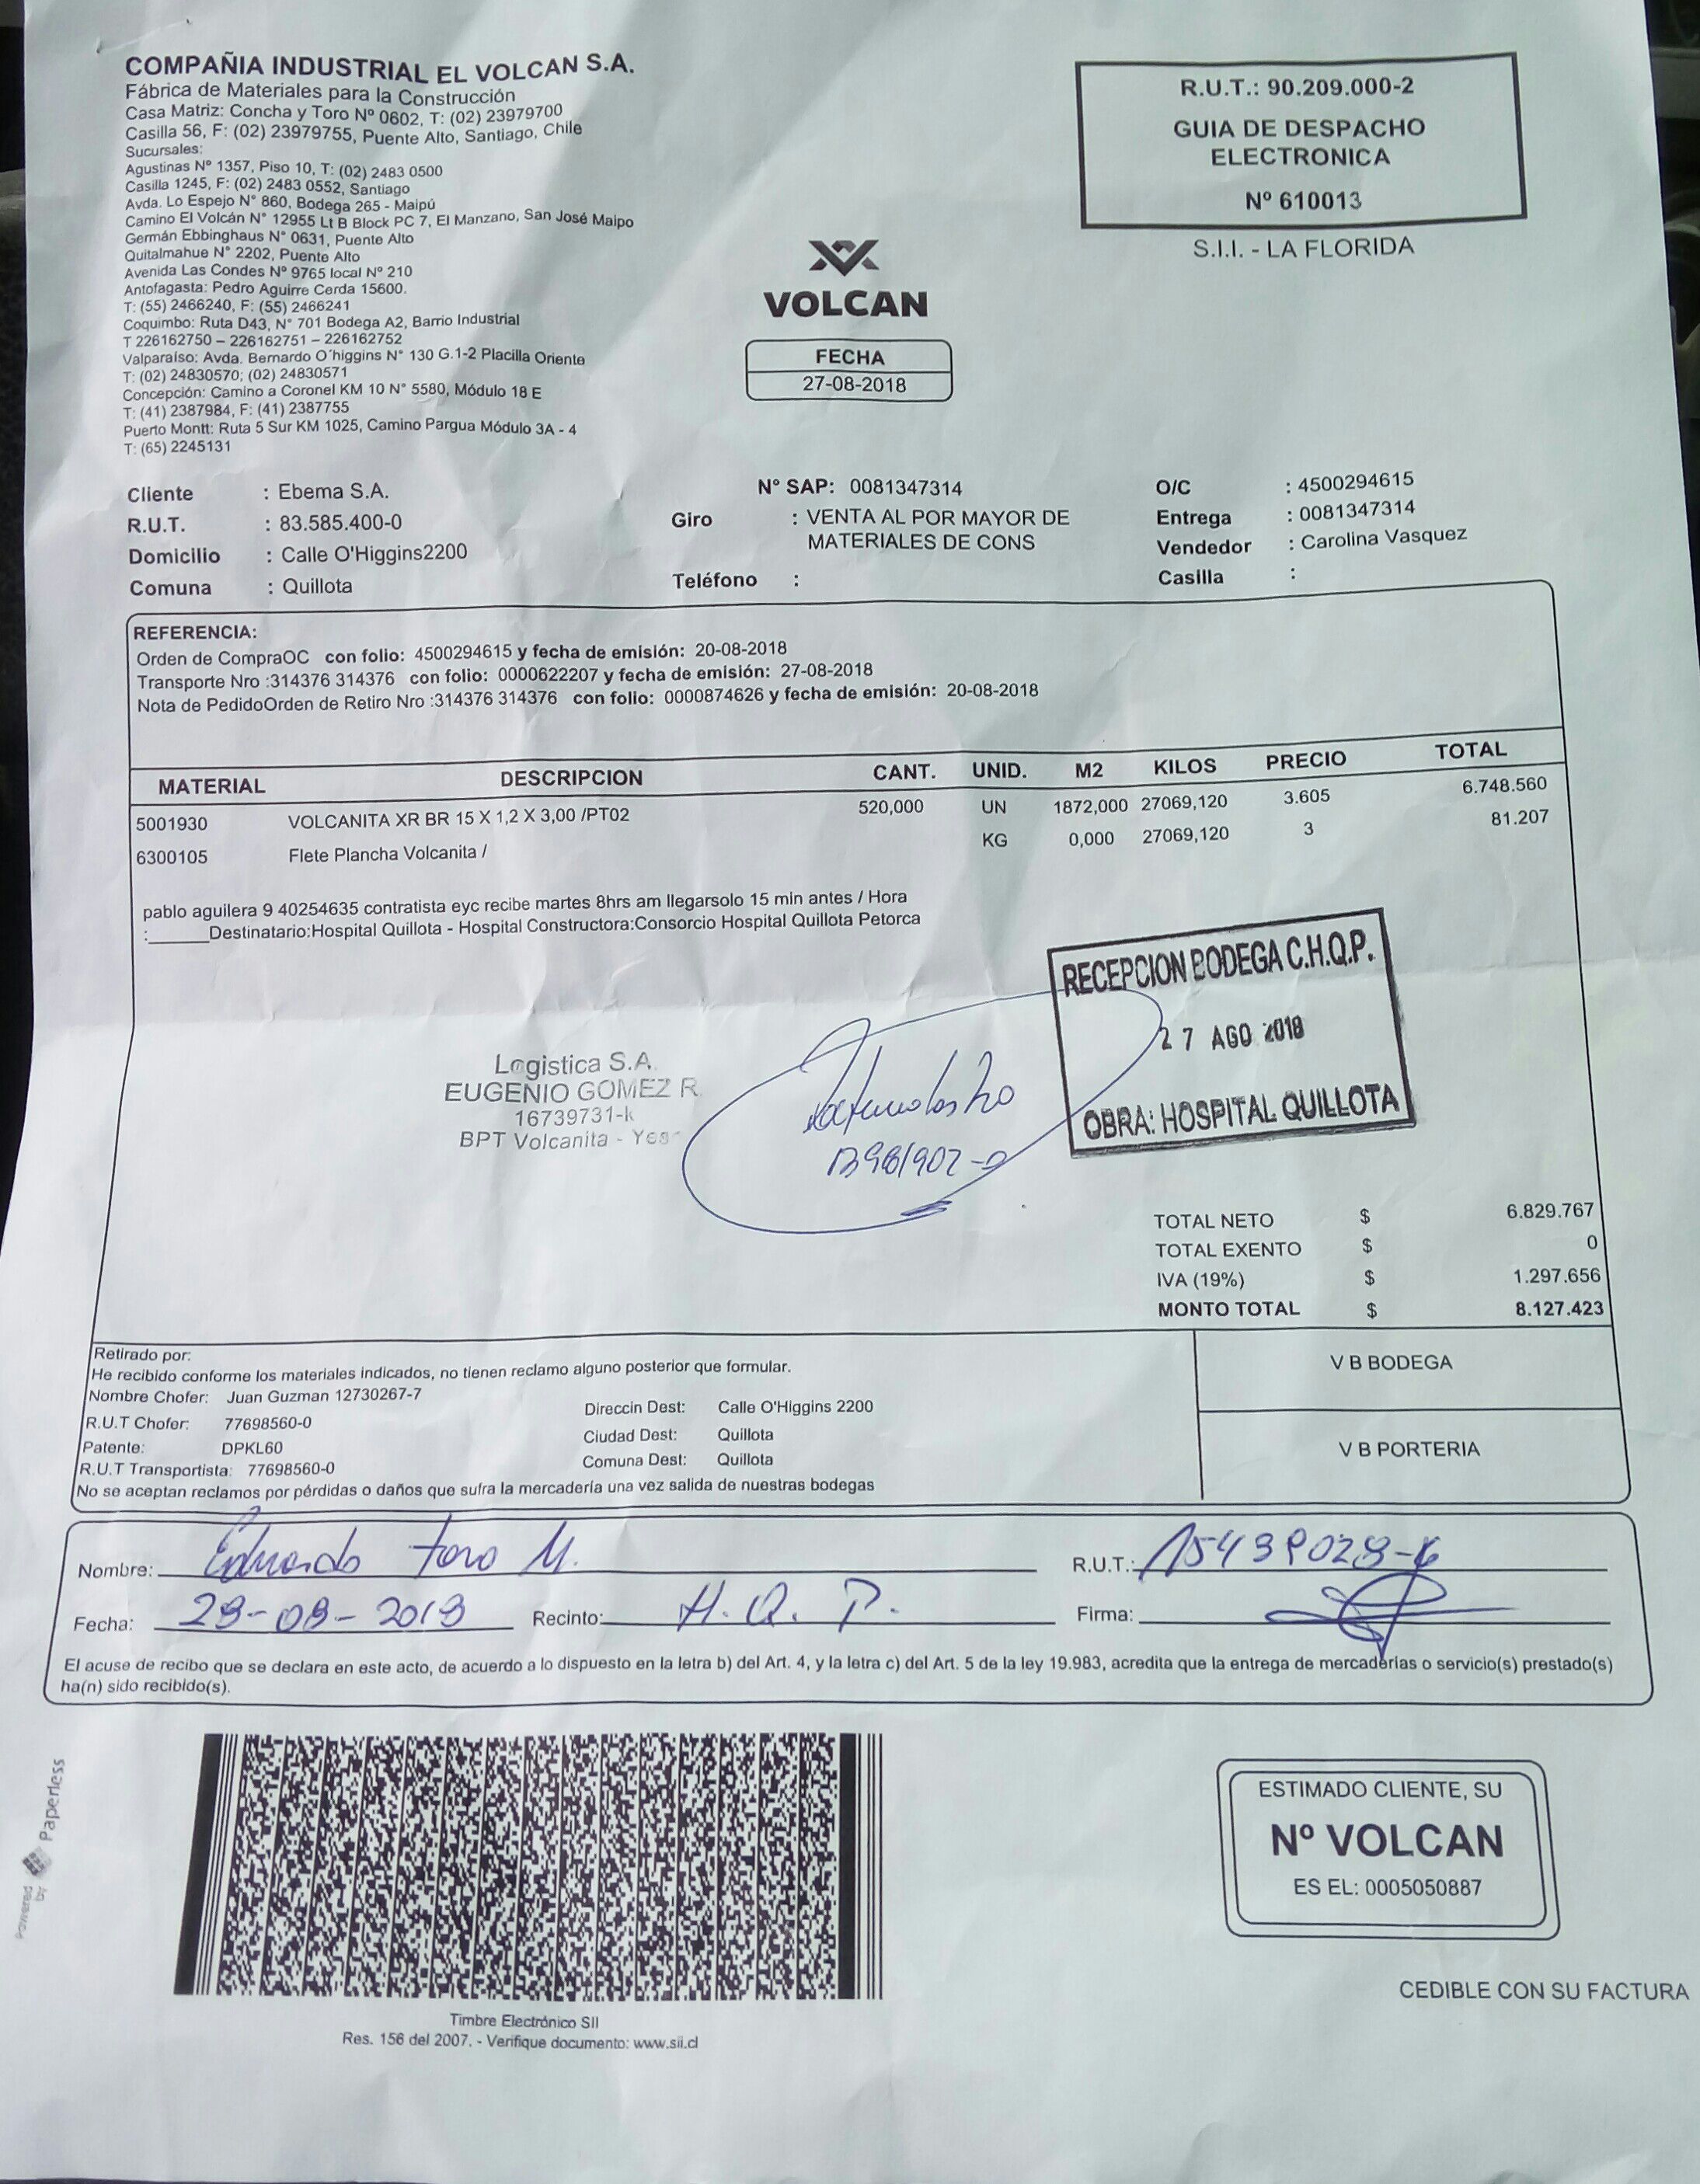 COMPAÑIA INDUSTRIAL EL VOLCAN S.A.
Fábrica de Materiales para la Construcción
Casa Matriz: Concha y Toro Nº 0602, T: (02) 23979700
Casilla 56, F: (02) 23979755, Puente Alto, Santiago, Chile
Sucursales:
Agustinas Nº 1357, Piso 10, T: (02) 2483 0500
Casilla 1245, F: (02) 2483 0552, Santiago
Avda. Lo Espejo N° 860, Bodega 265 - Maipú
Camino El Volcán N° 12955 Lt B Block PC 7, El Manzano, San José Maipo
Germán Ebbinghaus N° 0631, Puente Alto
Quitalmahue N° 2202, Puente Alto
Avenida Las Condes Nº 9765 local Nº 210
Antofagasta: Pedro Aguirre Cerda 15600.
T: (55) 2466240, F: (55) 2466241
Coquimbo: Ruta D43, N° 701 Bodega A2, Barrio Industrial
T 226162750 – 226162751 – 226162752
Valparaíso: Avda. Bernardo O´higgins N° 130 G.1-2 Placilla Oriente
T: (02) 24830570; (02) 24830571
Concepción: Camino a Coronel KM 10 N° 5580, Módulo 18 E
T: (41) 2387984, F: (41) 2387755
Puerto Montt: Ruta 5 Sur KM 1025, Camino Pargua Módulo 3A - 4
T: (65) 2245131
R.U.T.: 90.209.000-2
GUIA DE DESPACHO
ELECTRONICA
Nº 610013
S.I.I. - LA FLORIDA
VOLCAN
FECHA
27-08-2018
Cliente : Ebema S.A. N° SAP: 0081347314 O/C : 4500294615
R.U.T. : 83.585.400-0 Giro : VENTA AL POR MAYOR DE Entrega : 0081347314
MATERIALES DE CONS Vendedor : Carolina Vasquez
Domicilio : Calle O'Higgins2200
Comuna : Quillota Teléfono : Casilla :
REFERENCIA:
Orden de CompraOC con folio: 4500294615 y fecha de emisión: 20-08-2018
Transporte Nro :314376 314376 con folio: 0000622207 y fecha de emisión: 27-08-2018
Nota de PedidoOrden de Retiro Nro :314376 314376 con folio: 0000874626 y fecha de emisión: 20-08-2018
MATERIAL DESCRIPCION CANT. UNID. M2 KILOS PRECIO TOTAL
5001930 VOLCANITA XR BR 15 X 1,2 X 3,00 /PT02 520,000 UN 1872,000 27069,120 3.605 6.748.560
6300105 Flete Plancha Volcanita / KG 0,000 27069,120 3 81.207
pablo aguilera 9 40254635 contratista eyc recibe martes 8hrs am llegarsolo 15 min antes / Hora
:______Destinatario:Hospital Quillota - Hospital Constructora:Consorcio Hospital Quillota Petorca
RECEPCION BODEGA C.H.Q.P.
27 AGO 2018
OBRA: HOSPITAL QUILLOTA
Logistica S.A.
EUGENIO GOMEZ R.
16739731-k
BPT Volcanita -
TOTAL NETO $ 6.829.767
TOTAL EXENTO $ 0
IVA (19%) $ 1.297.656
MONTO TOTAL $ 8.127.423
Retirado por:
He recibido conforme los materiales indicados, no tienen reclamo alguno posterior que formular.
Nombre Chofer: Juan Guzman 12730267-7
R.U.T Chofer: 77698560-0
Patente: DPKL60
R.U.T Transportista: 77698560-0
Direccin Dest: Calle O'Higgins 2200
Ciudad Dest: Quillota
Comuna Dest: Quillota
No se aceptan reclamos por pérdidas o daños que sufra la mercadería una vez salida de nuestras bodegas
V B BODEGA
V B PORTERIA
Nombre: Eduardo Toro M. R.U.T.:
Fecha: 28-08-2018 Recinto: H.Q.P. Firma:
El acuse de recibo que se declara en este acto, de acuerdo a lo dispuesto en la letra b) del Art. 4, y la letra c) del Art. 5 de la ley 19.983, acredita que la entrega de mercaderías o servicio(s) prestado(s)
ha(n) sido recibido(s).
Powered by Paperless
Timbre Electrónico SII
Res. 156 del 2007. - Verifique documento: www.sii.cl
ESTIMADO CLIENTE, SU
Nº VOLCAN
ES EL: 0005050887
CEDIBLE CON SU FACTURA